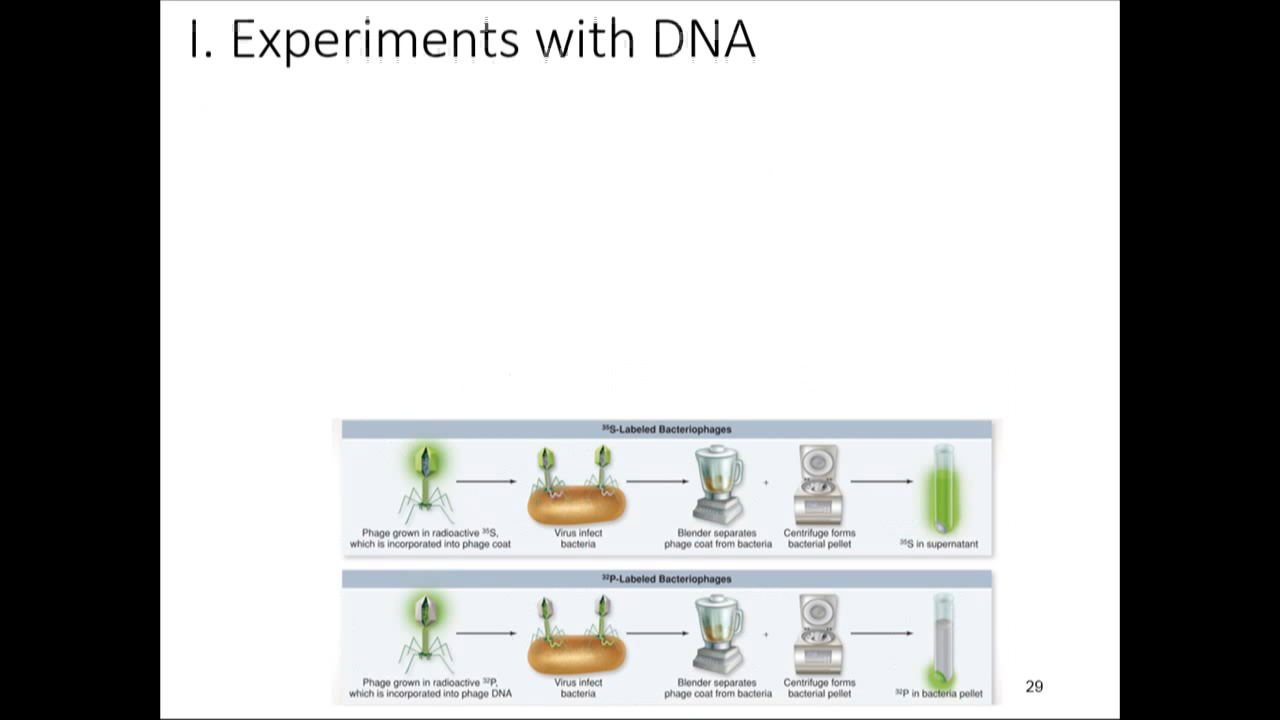 I. Experiments with DNA
³⁵S-Labeled Bacteriophages
Phage grown in radioactive ³⁵S,
which is incorporated into phage coat
Virus infect
bacteria
Blender separates
phage coat from bacteria
+
Centrifuge forms
bacterial pellet
³⁵S in supernatant
³²P-Labeled Bacteriophages
Phage grown in radioactive ³²P,
which is incorporated into phage DNA
Virus infect
bacteria
Blender separates
phage coat from bacteria
+
Centrifuge forms
bacterial pellet
³²P in bacteria pellet
29